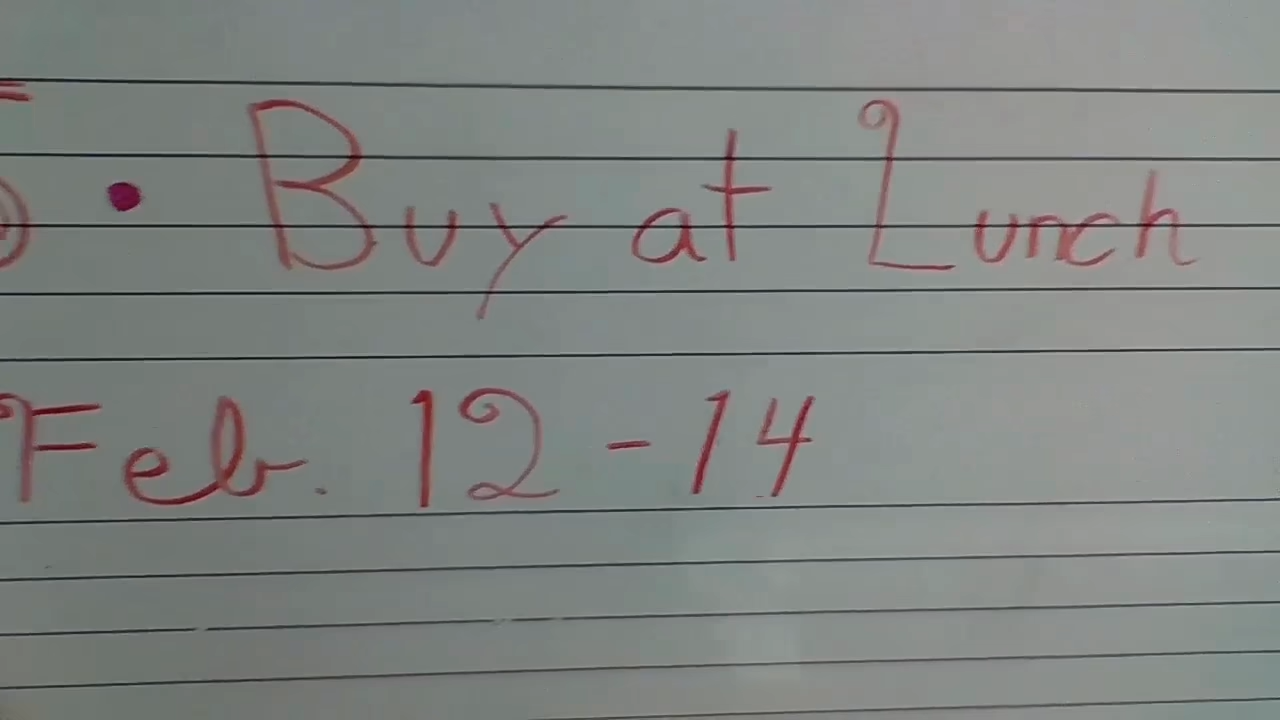 • Buy at Lunch
Feb. 12 - 14